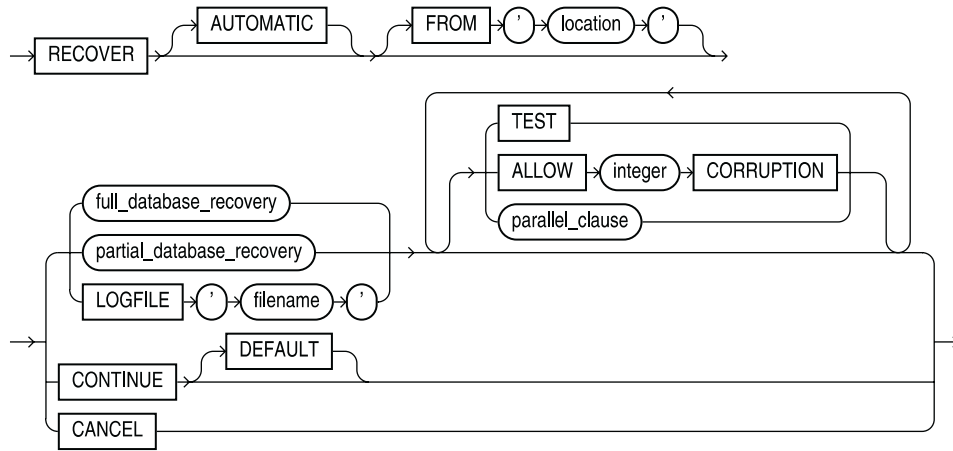 RECOVER AUTOMATIC FROM ' location '
TEST
ALLOW integer CORRUPTION
parallel_clause
full_database_recovery
partial_database_recovery
LOGFILE ' filename '
CONTINUE DEFAULT
CANCEL